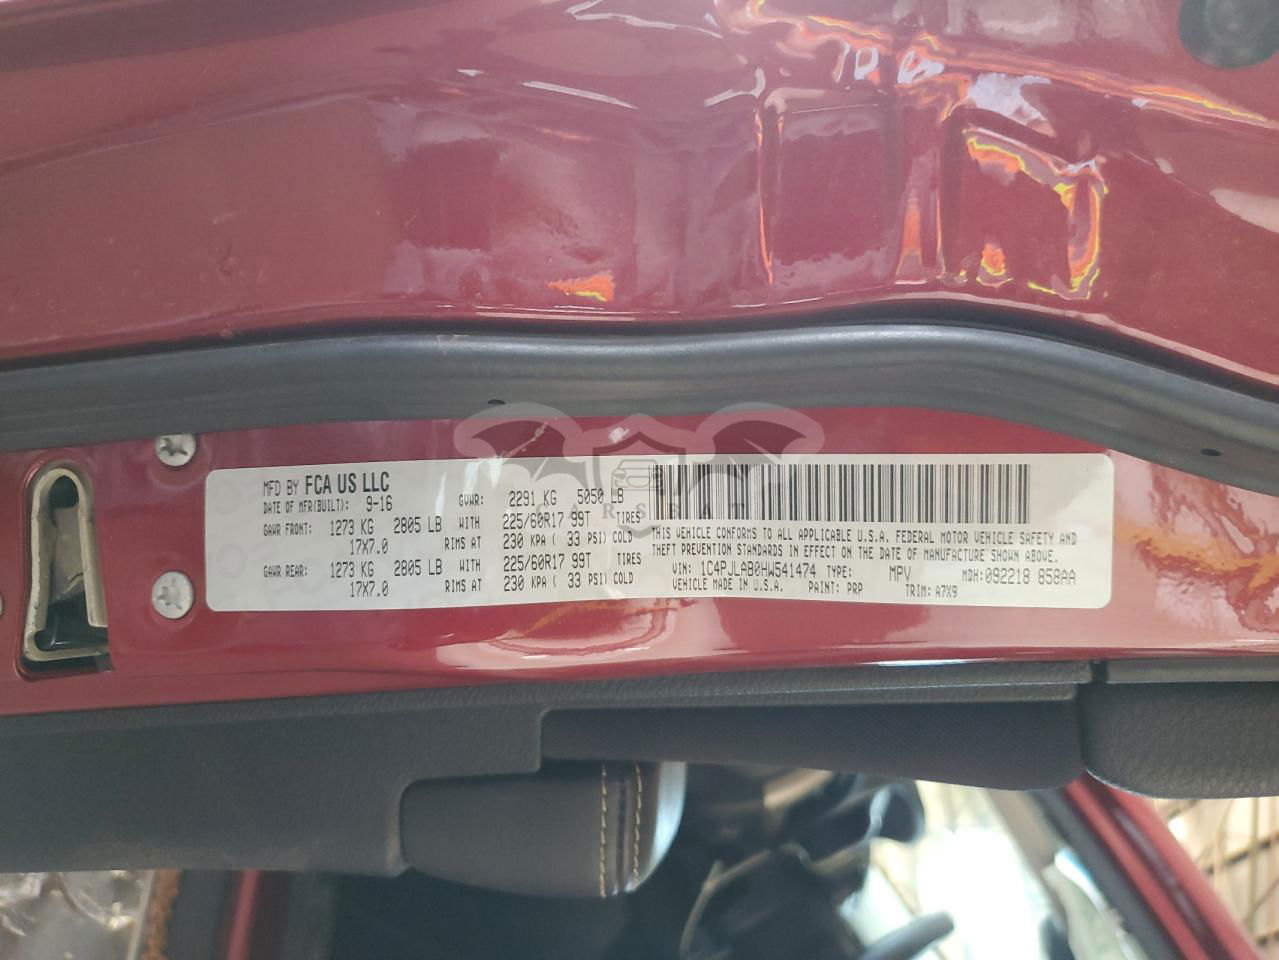 MFD BY FCA US LLC
DATE OF MFR(BUILT): 9-16 GVWR: 2291 KG 5050 LB
GAWR FRONT: 1273 KG 2805 LB WITH 225/60R17 99T TIRES
17X7.0 RIMS AT 230 KPA ( 33 PSI) COLD
GAWR REAR: 1273 KG 2805 LB WITH 225/60R17 99T TIRES
17X7.0 RIMS AT 230 KPA ( 33 PSI) COLD
THIS VEHICLE CONFORMS TO ALL APPLICABLE U.S.A. FEDERAL MOTOR VEHICLE SAFETY AND
THEFT PREVENTION STANDARDS IN EFFECT ON THE DATE OF MANUFACTURE SHOWN ABOVE.
VIN: 1C4PJLAB0HW541474 TYPE: MPV MDH:092218 858AA
VEHICLE MADE IN U.S.A. PAINT: PRP TRIM: A7X9
CARSBAT